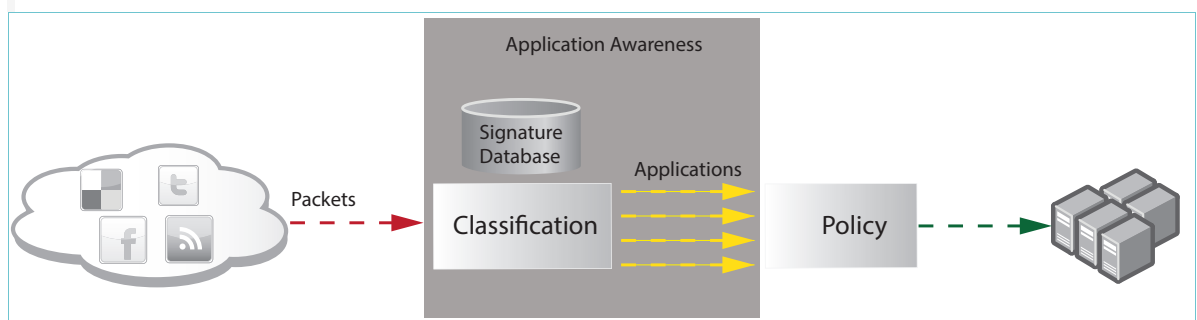 Application Awareness
Signature
Database
Applications
Packets
Classification
Policy
t
f